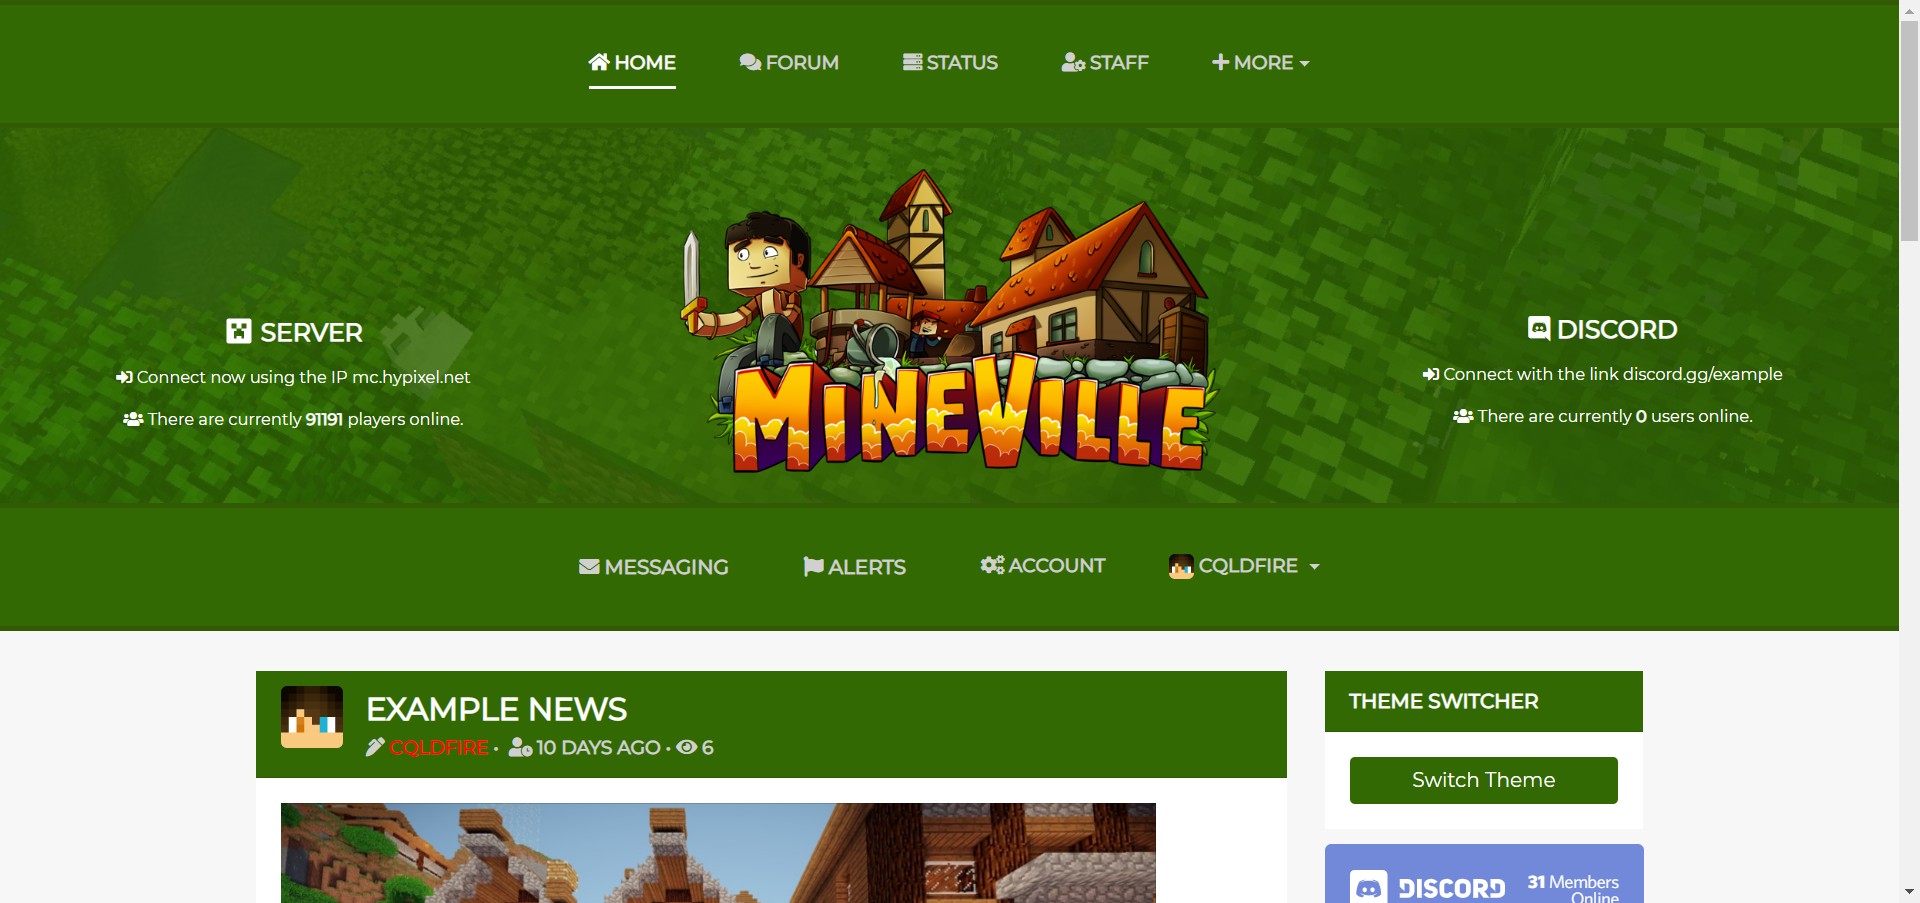 HOME
FORUM
STATUS
STAFF
MORE
SERVER
Connect now using the IP mc.hypixel.net
There are currently 91191 players online.
MINEVILLE
DISCORD
Connect with the link discord.gg/example
There are currently 0 users online.
MESSAGING
ALERTS
ACCOUNT
CQLDFIRE
EXAMPLE NEWS
CQLDFIRE • 10 DAYS AGO • 6
THEME SWITCHER
Switch Theme
DISCORD
31 Members
Online